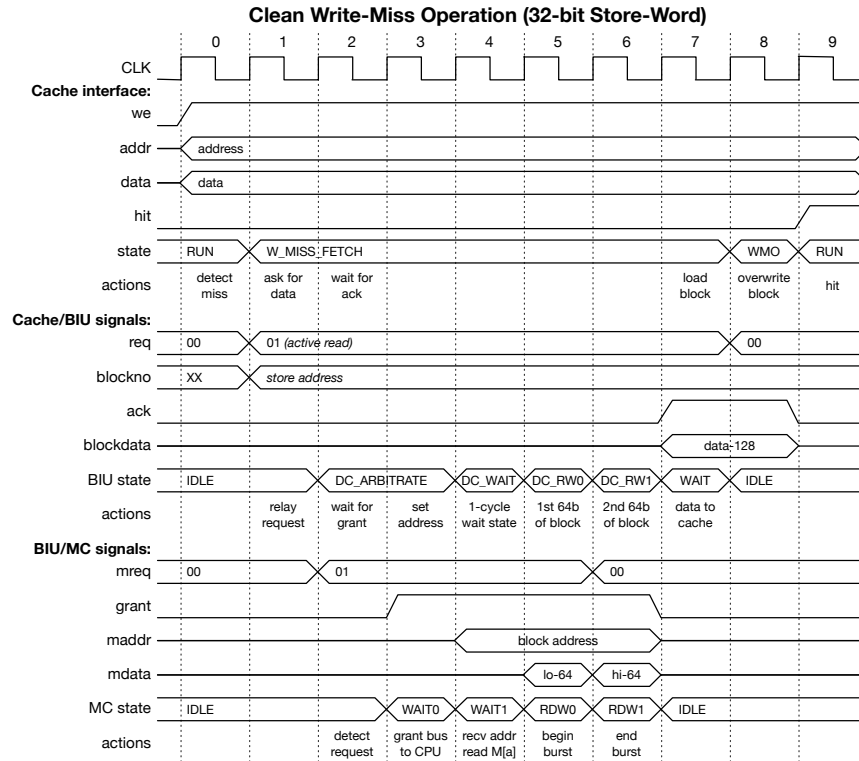 Clean Write-Miss Operation (32-bit Store-Word)
0 1 2 3 4 5 6 7 8 9
CLK
Cache interface:
we
addr address
data data
hit
state RUN W_MISS_FETCH WMO RUN
actions detect miss ask for data wait for ack load block overwrite block hit
Cache/BIU signals:
req 00 01 (active read) 00
blockno XX store address
ack
blockdata data-128
BIU state IDLE DC_ARBITRATE DC_WAIT DC_RW0 DC_RW1 WAIT IDLE
actions relay request wait for grant set address 1-cycle wait state 1st 64b of block 2nd 64b of block data to cache
BIU/MC signals:
mreq 00 01 00
grant
maddr block address
mdata lo-64 hi-64
MC state IDLE WAIT0 WAIT1 RDW0 RDW1 IDLE
actions detect request grant bus to CPU recv addr read M[a] begin burst end burst